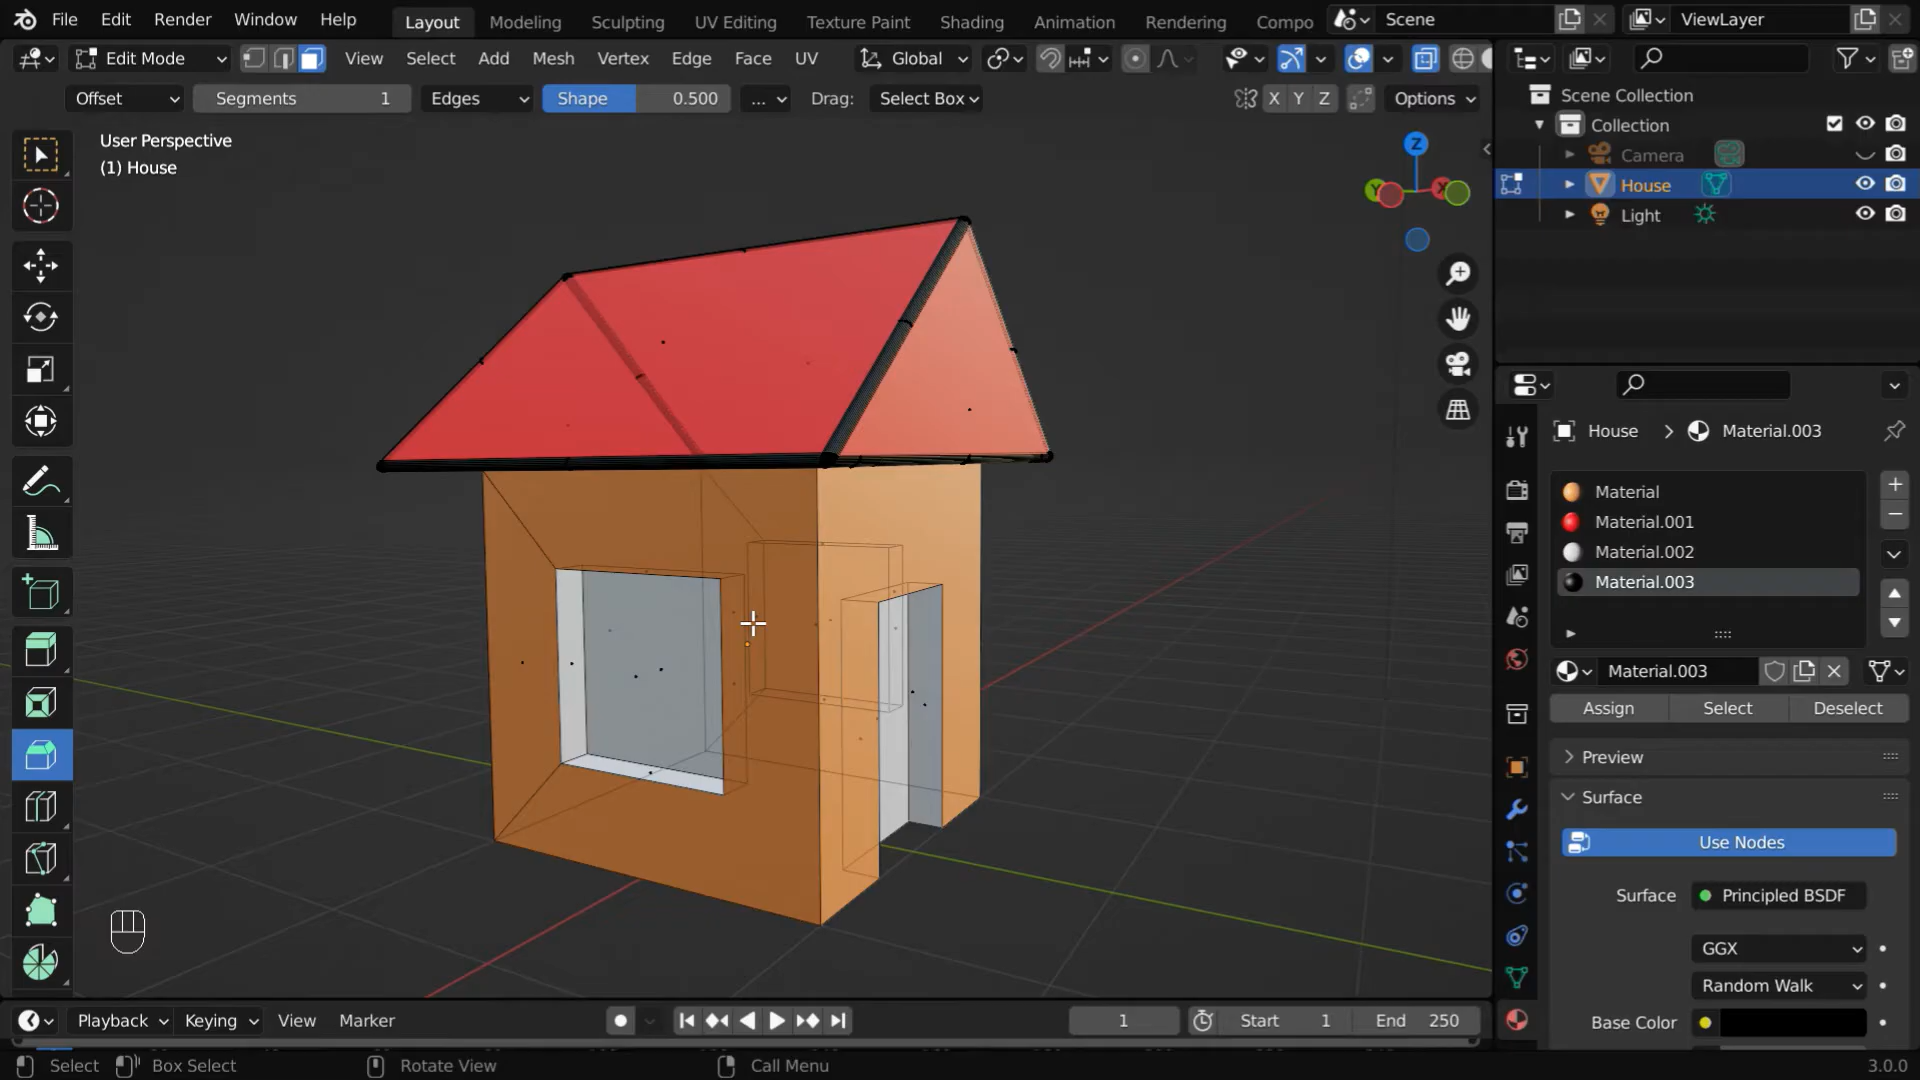 File Edit Render Window Help Layout Modeling Sculpting UV Editing Texture Paint Shading Animation Rendering Compo Scene ViewLayer
Edit Mode View Select Add Mesh Vertex Edge Face UV Global
Offset Segments 1 Edges Shape 0.500 ... Drag: Select Box X Y Z Options
User Perspective
(1) House
Z
Y
X
Scene Collection
Collection
Camera
House
Light
House > Material.003
Material
Material.001
Material.002
Material.003
Material.003
Assign Select Deselect
Preview
Surface
Use Nodes
Surface Principled BSDF
GGX
Random Walk
Base Color
Playback Keying View Marker 1 Start 1 End 250
Select Box Select Rotate View Call Menu 3.0.0